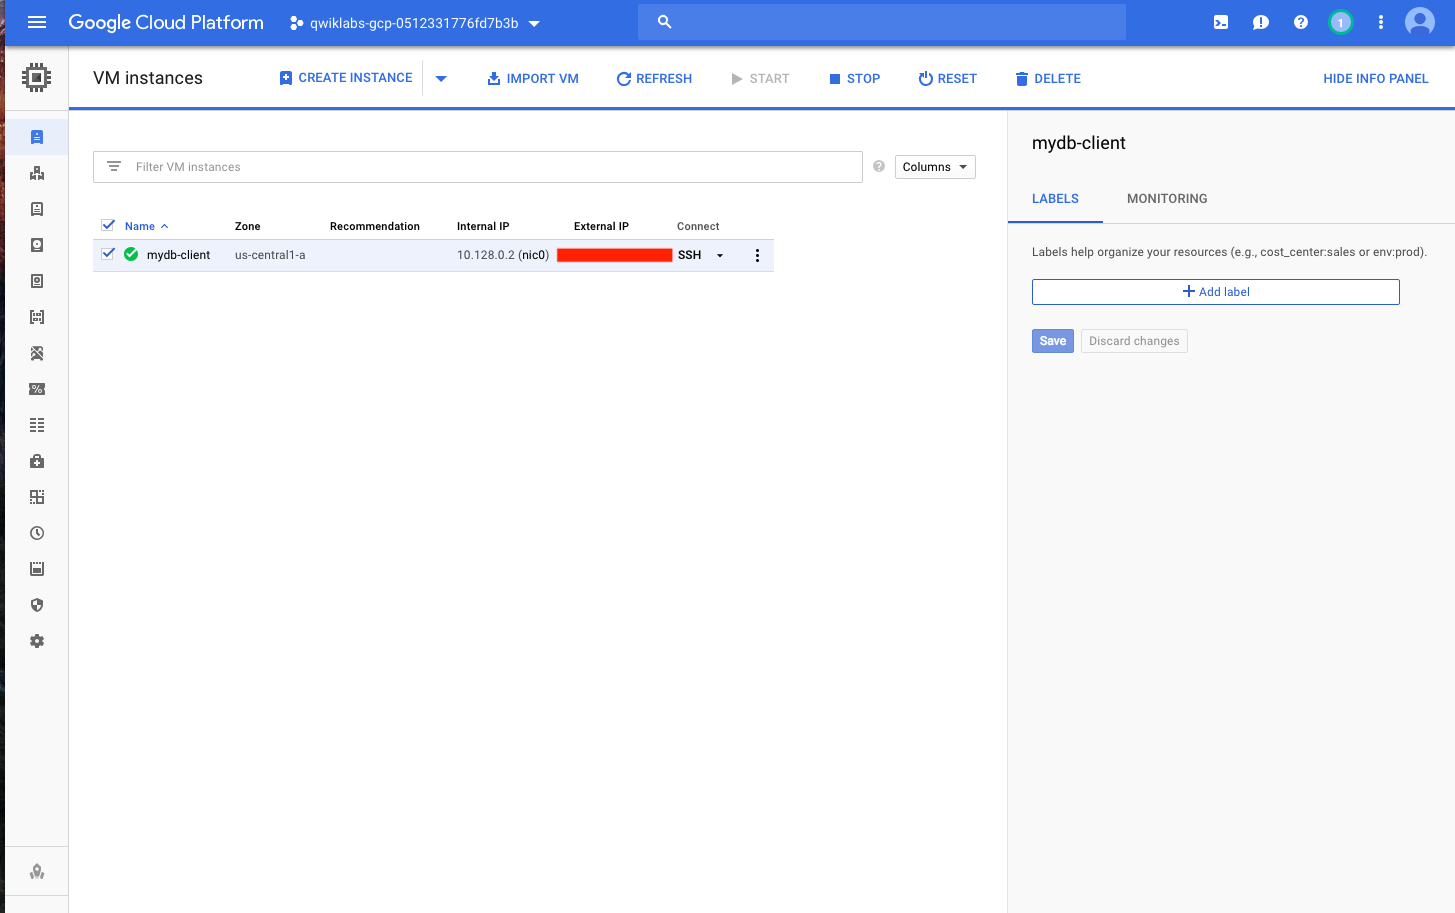 Google Cloud Platform qwiklabs-gcp-0512331776fd7b3b 1
VM instances CREATE INSTANCE IMPORT VM REFRESH START STOP RESET DELETE HIDE INFO PANEL
Filter VM instances Columns
Name Zone Recommendation Internal IP External IP Connect
mydb-client us-central1-a 10.128.0.2 (nic0) SSH
mydb-client
LABELS MONITORING
Labels help organize your resources (e.g., cost_center:sales or env:prod).
Add label
Save Discard changes